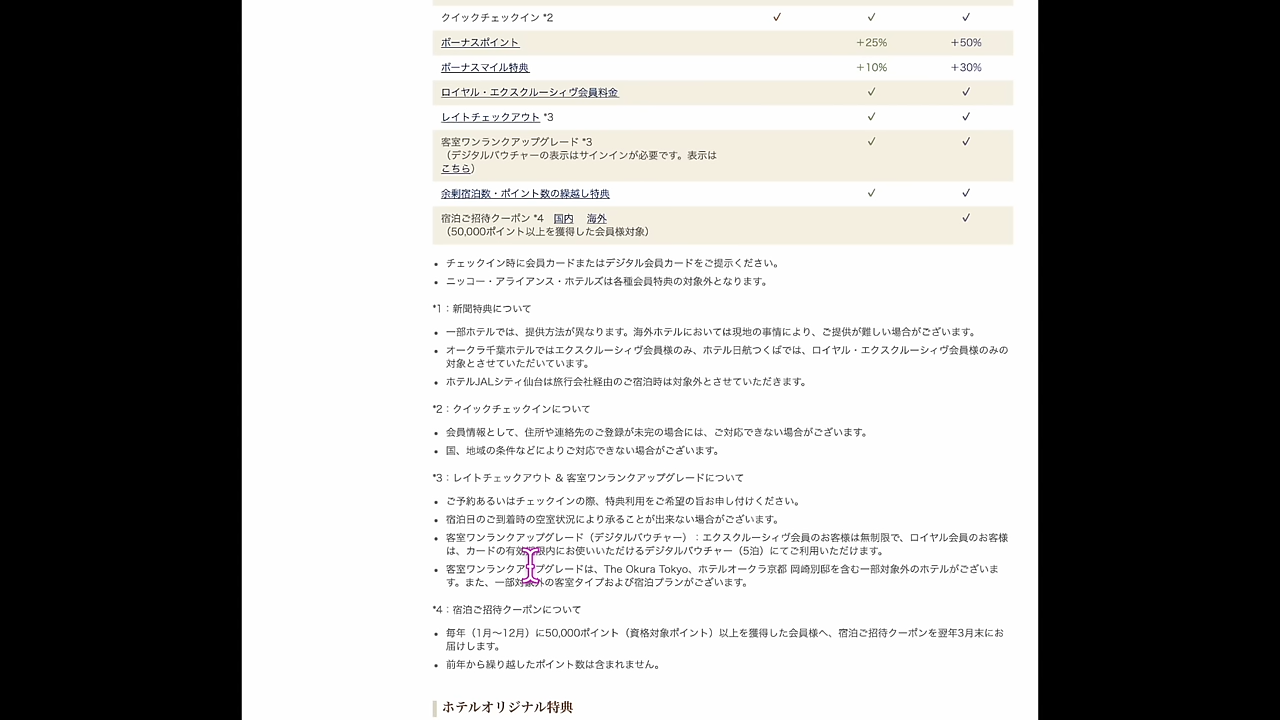 クイックチェックイン *2 ✓ ✓ ✓
ボーナスポイント +25% +50%
ボーナスマイル特典 +10% +30%
ロイヤル・エクスクルーシィヴ会員料金 ✓ ✓
レイトチェックアウト *3 ✓ ✓
客室ワンランクアップグレード *3 ✓ ✓
（デジタルバウチャーの表示はサインインが必要です。表示は
こちら）
余剰宿泊数・ポイント数の繰越し特典 ✓ ✓
宿泊ご招待クーポン *4 国内 海外 ✓
（50,000ポイント以上を獲得した会員様対象）
• チェックイン時に会員カードまたはデジタル会員カードをご提示ください。
• ニッコー・アライアンス・ホテルズは各種会員特典の対象外となります。
*1：新聞特典について
• 一部ホテルでは、提供方法が異なります。海外ホテルにおいては現地の事情により、ご提供が難しい場合がございます。
• オークラ千葉ホテルではエクスクルーシィヴ会員様のみ、ホテル日航つくばでは、ロイヤル・エクスクルーシィヴ会員様のみの
対象とさせていただいています。
• ホテルJALシティ仙台は旅行会社経由のご宿泊時は対象外とさせていただきます。
*2：クイックチェックインについて
• 会員情報として、住所や連絡先のご登録が未完の場合には、ご対応できない場合がございます。
• 国、地域の条件などによりご対応できない場合がございます。
*3：レイトチェックアウト & 客室ワンランクアップグレードについて
• ご予約あるいはチェックインの際、特典利用をご希望の旨お申し付けください。
• 宿泊日のご到着時の空室状況により承ることが出来ない場合がございます。
• 客室ワンランクアップグレード（デジタルバウチャー）：エクスクルーシィヴ会員のお客様は無制限で、ロイヤル会員のお客様
は、カードの有効期限内にお使いいただけるデジタルバウチャー（5泊）にてご利用いただけます。
• 客室ワンランクアップグレードは、The Okura Tokyo、ホテルオークラ京都 岡崎別邸を含む一部対象外のホテルがございま
す。また、一部対象外の客室タイプおよび宿泊プランがございます。
*4：宿泊ご招待クーポンについて
• 毎年（1月〜12月）に50,000ポイント（資格対象ポイント）以上を獲得した会員様へ、宿泊ご招待クーポンを翌年3月末にお
届けします。
• 前年から繰り越したポイント数は含まれません。
ホテルオリジナル特典